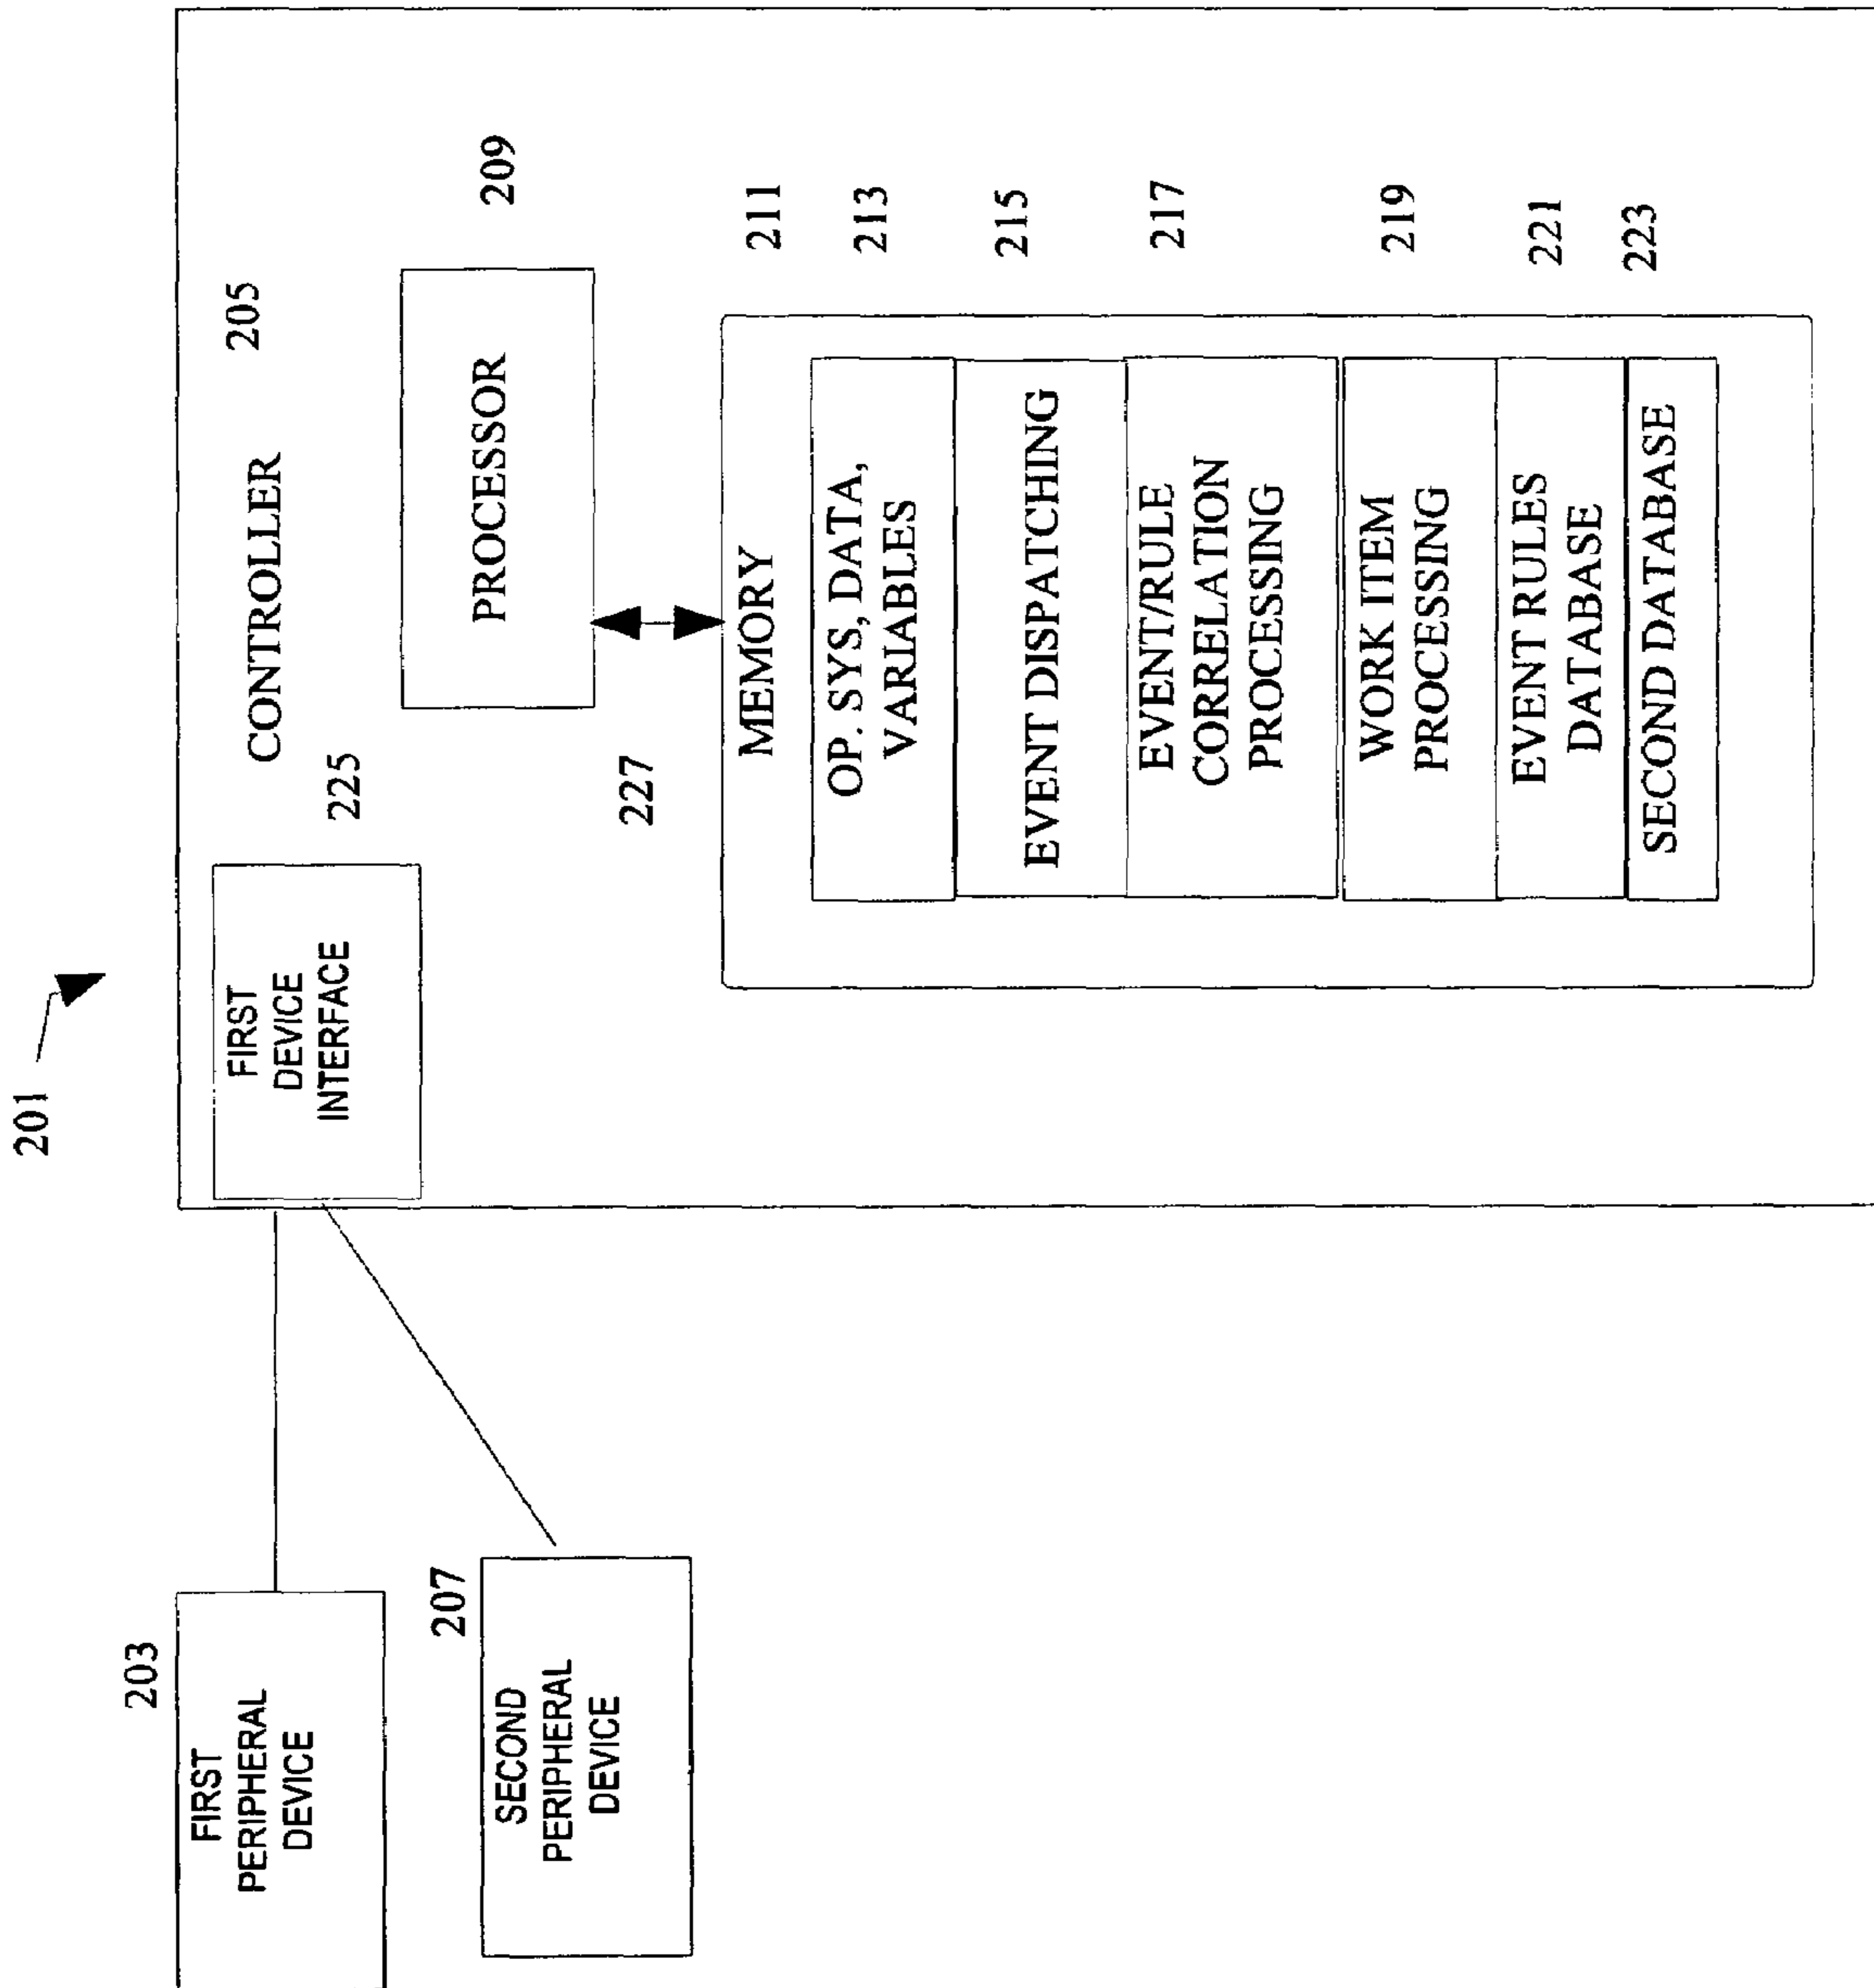 201
203
FIRST
PERIPHERAL
DEVICE
207
SECOND
PERIPHERAL
DEVICE
FIRST
DEVICE
INTERFACE
225
CONTROLLER
205
PROCESSOR
209
227
MEMORY
211
OP. SYS, DATA,
VARIABLES
213
EVENT DISPATCHING
215
EVENT/RULE
CORRELATION
PROCESSING
217
WORK ITEM
PROCESSING
219
EVENT RULES
DATABASE
221
SECOND DATABASE
223